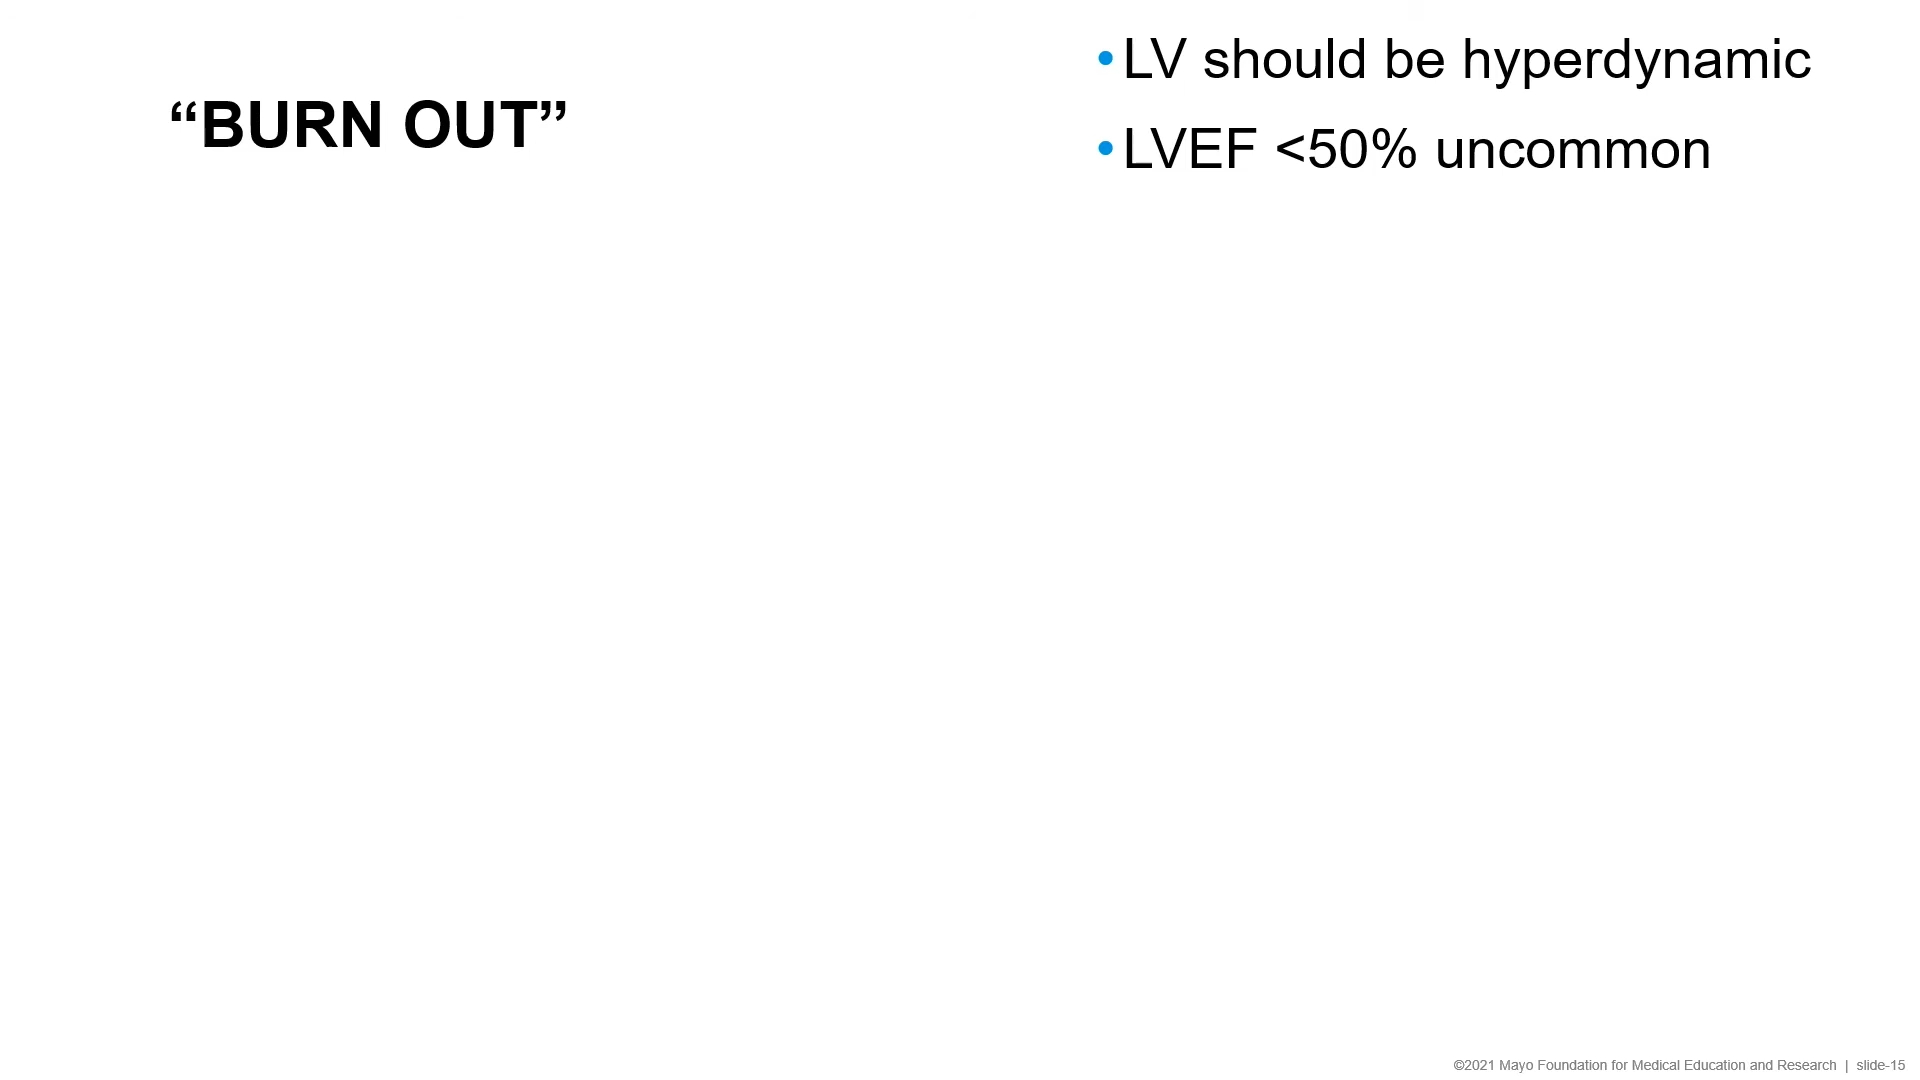 “BURN OUT”
•LV should be hyperdynamic
•LVEF <50% uncommon
©2021 Mayo Foundation for Medical Education and Research | slide-15